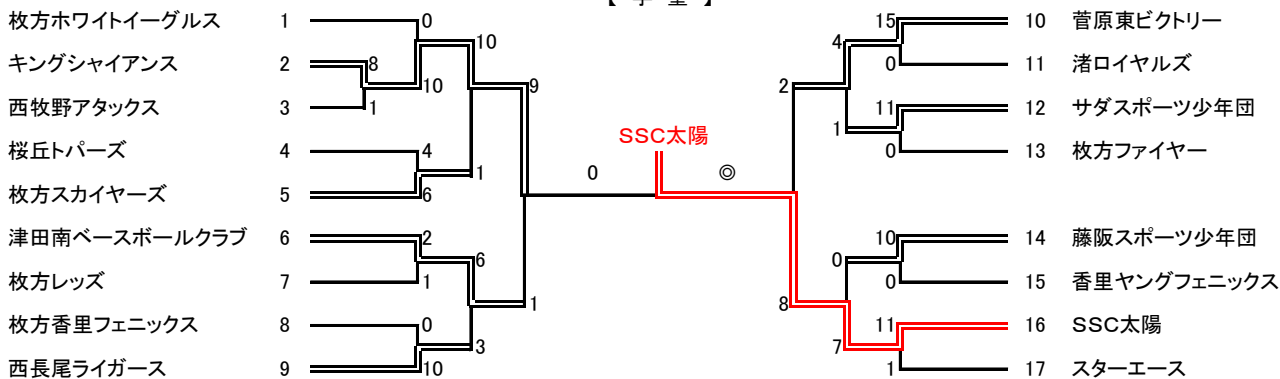 枚方ホワイトイーグルス 1 0 15 10 菅原東ビクトリー
10 4
キングシャイアンス 2 8 0 11 渚ロイヤルズ
10 9 2
西牧野アタックス 3 1 11 12 サダスポーツ少年団
1
SSC太陽
桜丘トパーズ 4 4 0 13 枚方ファイヤー
1 0 ◎
枚方スカイヤーズ 5 6
津田南ベースボールクラブ 6 2 10 14 藤阪スポーツ少年団
6 0
枚方レッズ 7 1 0 15 香里ヤングフェニックス
1 8
枚方香里フェニックス 8 0 11 16 SSC太陽
3 7
西長尾ライガース 9 10 1 17 スターエース